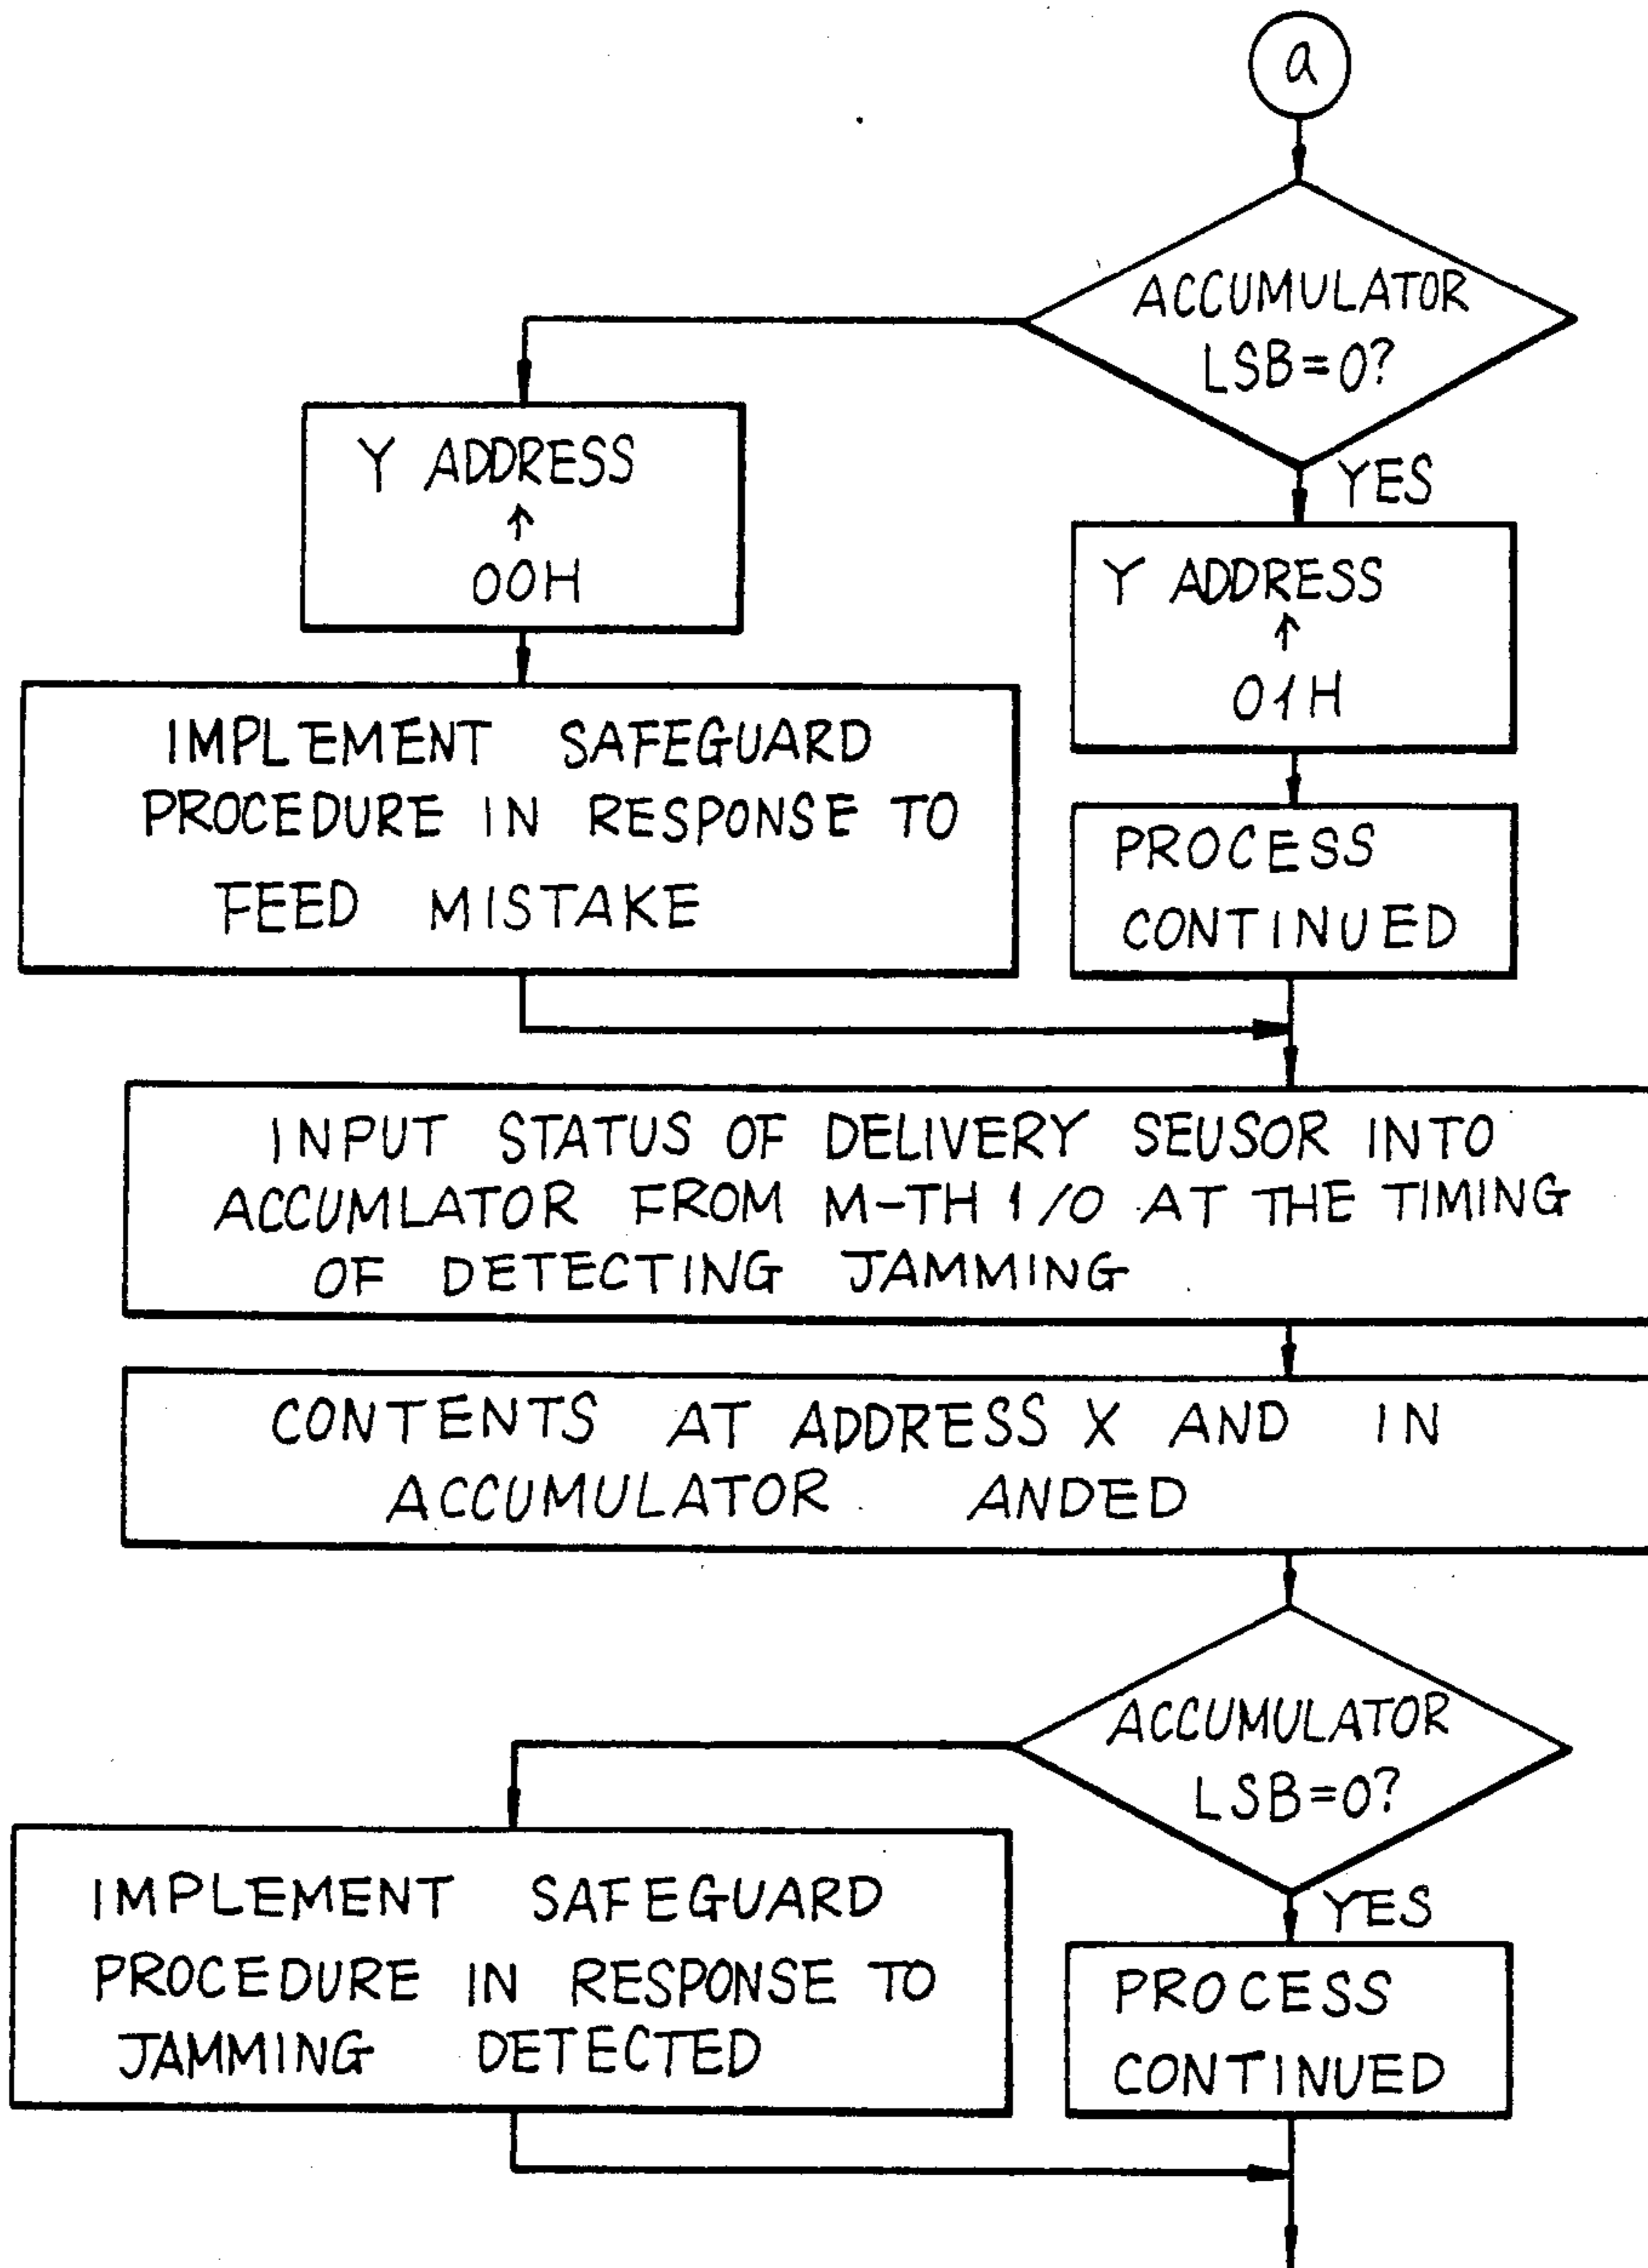 a
ACCUMULATOR
LSB=0?
YES
Y ADDRESS
↑
00H
Y ADDRESS
↑
01H
IMPLEMENT SAFEGUARD
PROCEDURE IN RESPONSE TO
FEED MISTAKE
PROCESS
CONTINUED
INPUT STATUS OF DELIVERY SEUSOR INTO
ACCUMLATOR FROM M-TH 1/0 AT THE TIMING
OF DETECTING JAMMING
CONTENTS AT ADDRESS X AND IN
ACCUMULATOR ANDED
ACCUMULATOR
LSB=0?
YES
IMPLEMENT SAFEGUARD
PROCEDURE IN RESPONSE TO
JAMMING DETECTED
PROCESS
CONTINUED